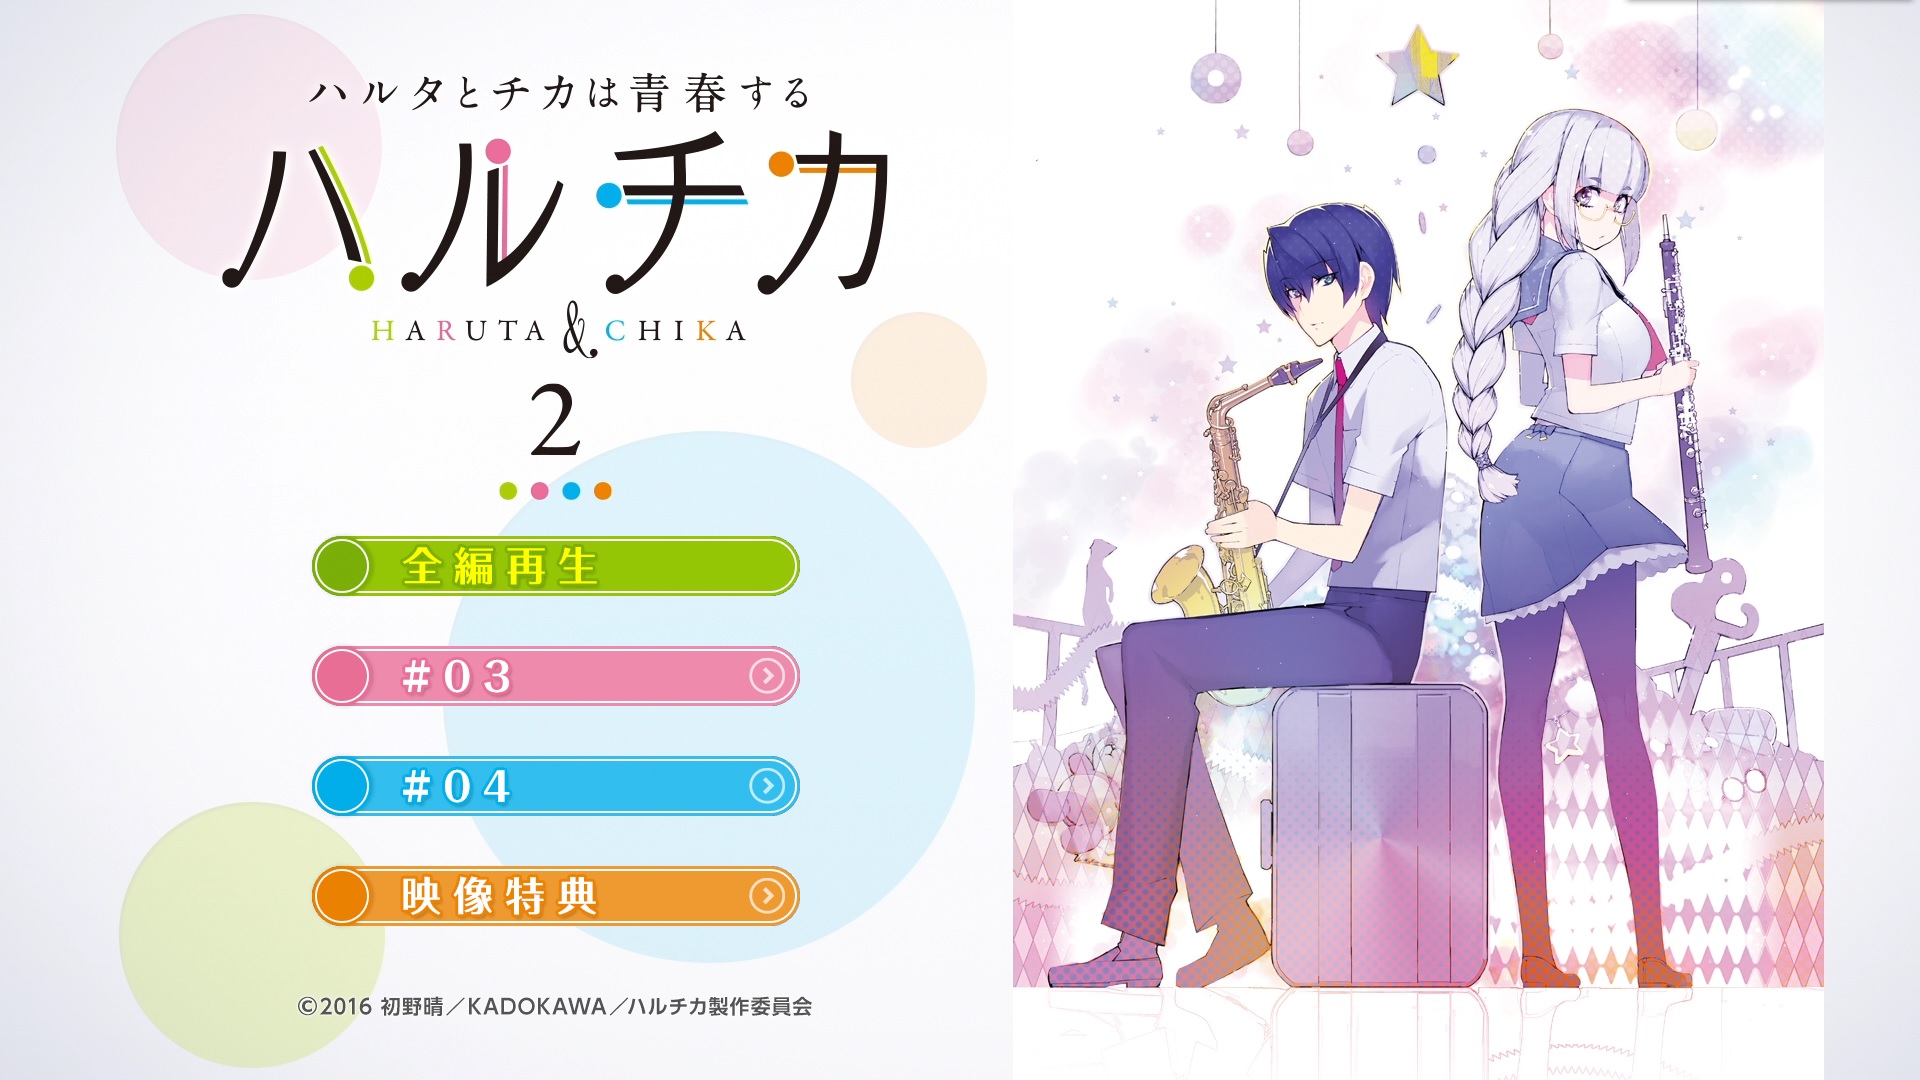 ハルタとチカは青春する
ハルチカ
HARUTA & CHIKA
2
全編再生
#03
#04
映像特典
©2016 初野晴／KADOKAWA／ハルチカ製作委員会